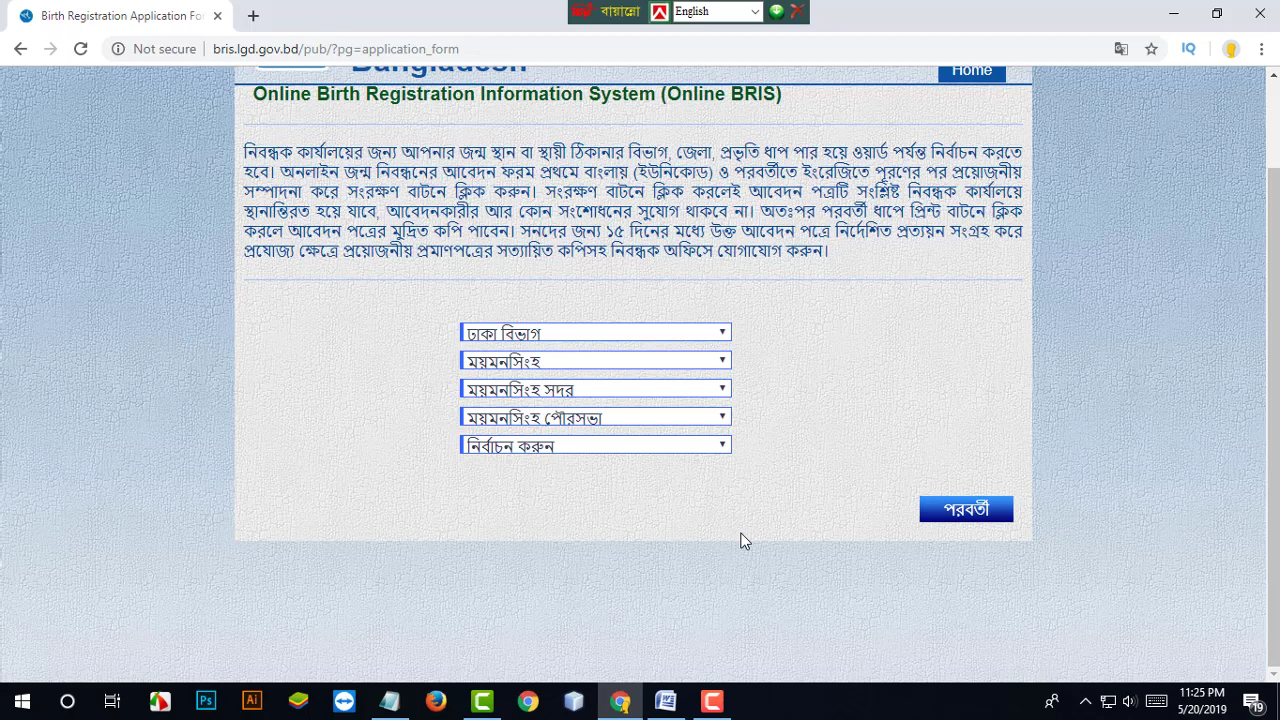 Birth Registration Application For
বায়ান্নো
English
Not secure
bris.lgd.gov.bd/pub/?pg=application_form
IQ
Bangladesh
Home
Online Birth Registration Information System (Online BRIS)
নিবন্ধক কার্যালয়ের জন্য আপনার জন্ম স্থান বা স্থায়ী ঠিকানার বিভাগ, জেলা, প্রভৃতি ধাপ পার হয়ে ওয়ার্ড পর্যন্ত নির্বাচন করতে
হবে। অনলাইন জন্ম নিবন্ধনের আবেদন ফরম প্রথমে বাংলায় (ইউনিকোড) ও পরবর্তীতে ইংরেজিতে পূরণের পর প্রয়োজনীয়
সম্পাদনা করে সংরক্ষণ বাটনে ক্লিক করুন। সংরক্ষণ বাটনে ক্লিক করলেই আবেদন পত্রটি সংশ্লিষ্ট নিবন্ধক কার্যালয়ে
স্থানান্তিরত হয়ে যাবে, আবেদনকারীর আর কোন সংশোধনের সুযোগ থাকবে না। অতঃপর পরবর্তী ধাপে প্রিন্ট বাটনে ক্লিক
করলে আবেদন পত্রের মুদ্রিত কপি পাবেন। সনদের জন্য ১৫ দিনের মধ্যে উক্ত আবেদন পত্রে নির্দেশিত প্রত্যয়ন সংগ্রহ করে
প্রযোজ্য ক্ষেত্রে প্রয়োজনীয় প্রমাণপত্রের সত্যায়িত কপিসহ নিবন্ধক অফিসে যোগাযোগ করুন।
ঢাকা বিভাগ
ময়মনসিংহ
ময়মনসিংহ সদর
ময়মনসিংহ পৌরসভা
নির্বাচন করুন
পরবর্তী
Ps
Ai
11:25 PM
5/20/2019
19